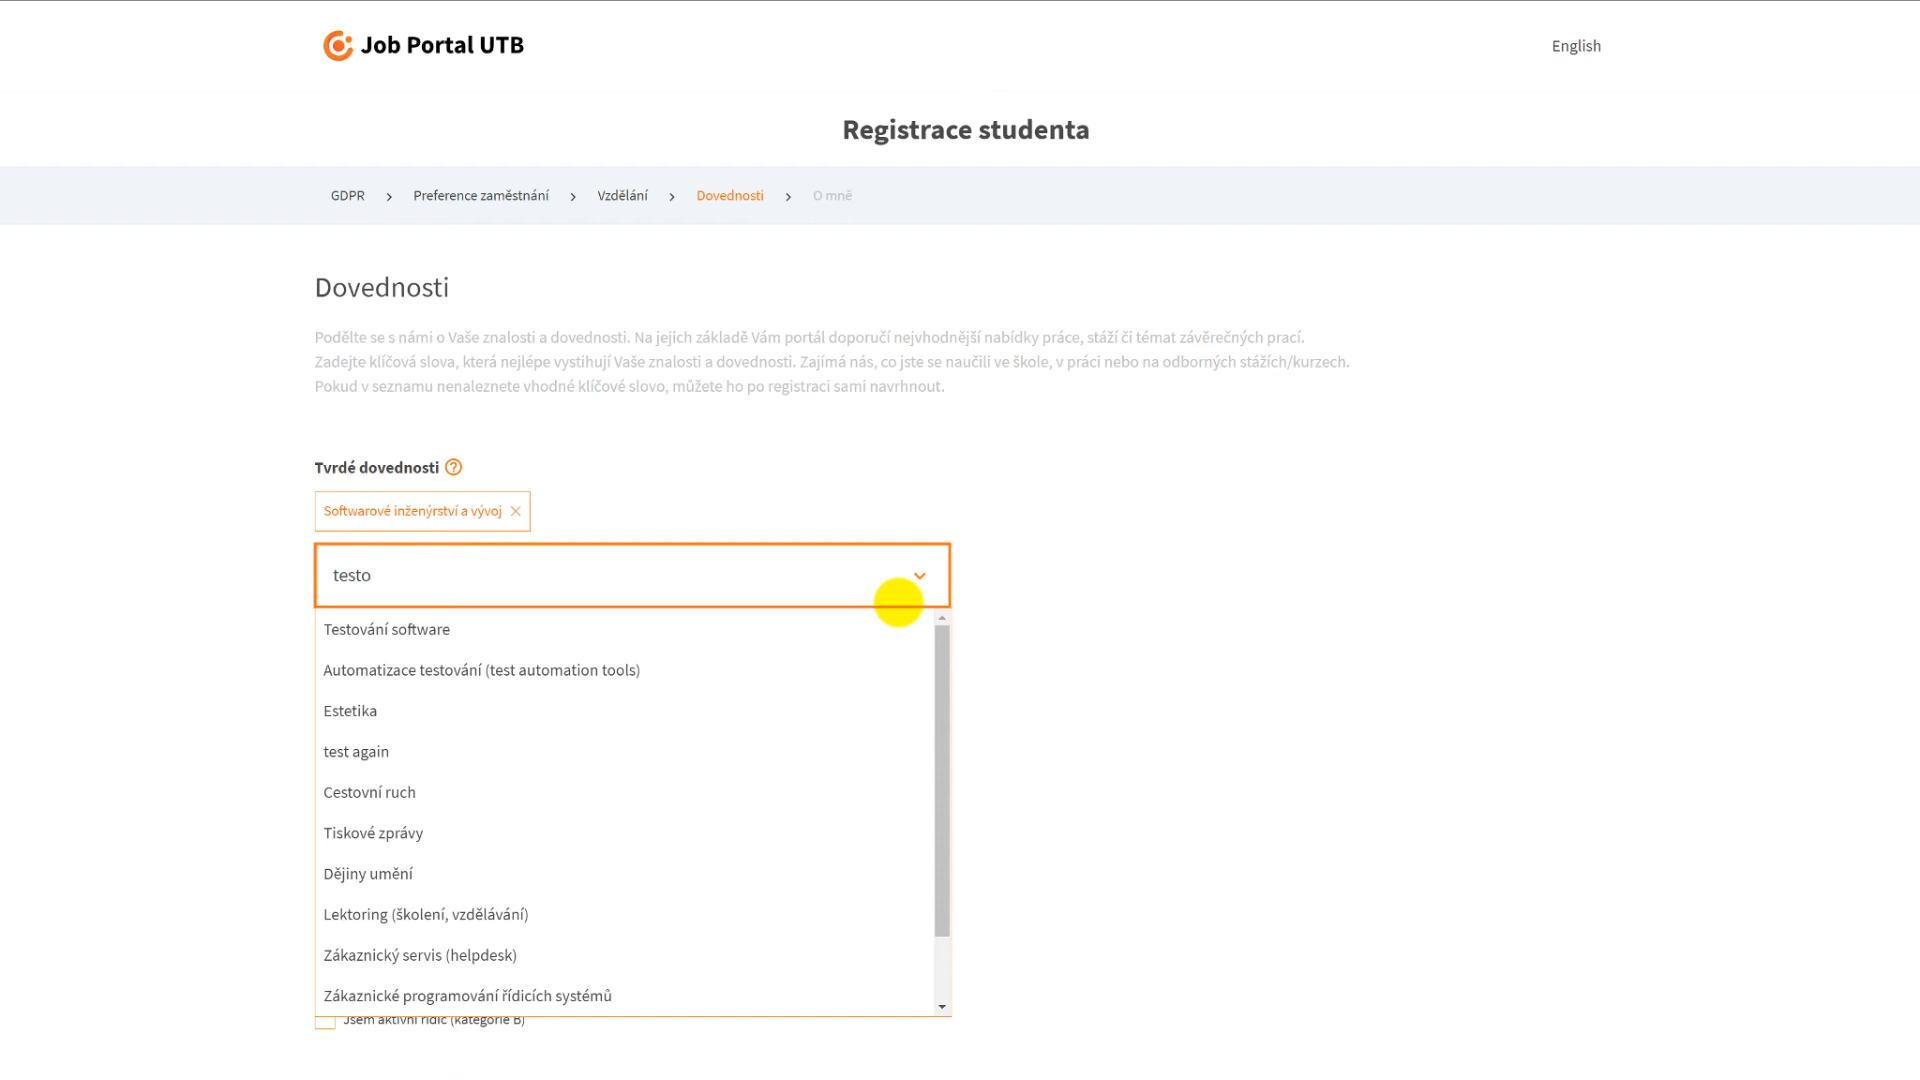 Job Portal UTB
English
Registrace studenta
GDPR > Preference zaměstnání > Vzdělání > Dovednosti > O mně
Dovednosti
Podělte se s námi o Vaše znalosti a dovednosti. Na jejich základě Vám portál doporučí nejvhodnější nabídky práce, stáží či témat závěrečných prací.
Zadejte klíčová slova, která nejlépe vystihují Vaše znalosti a dovednosti. Zajímá nás, co jste se naučili ve škole, v práci nebo na odborných stážích/kurzech.
Pokud v seznamu nenaleznete vhodné klíčové slovo, můžete ho po registraci sami navrhnout.
Tvrdé dovednosti ?
Softwarové inženýrství a vývoj ×
testo
Testování software
Automatizace testování (test automation tools)
Estetika
test again
Cestovní ruch
Tiskové zprávy
Dějiny umění
Lektoring (školení, vzdělávání)
Zákaznický servis (helpdesk)
Zákaznické programování řídicích systémů
Jsem aktivní řidič (kategorie B)